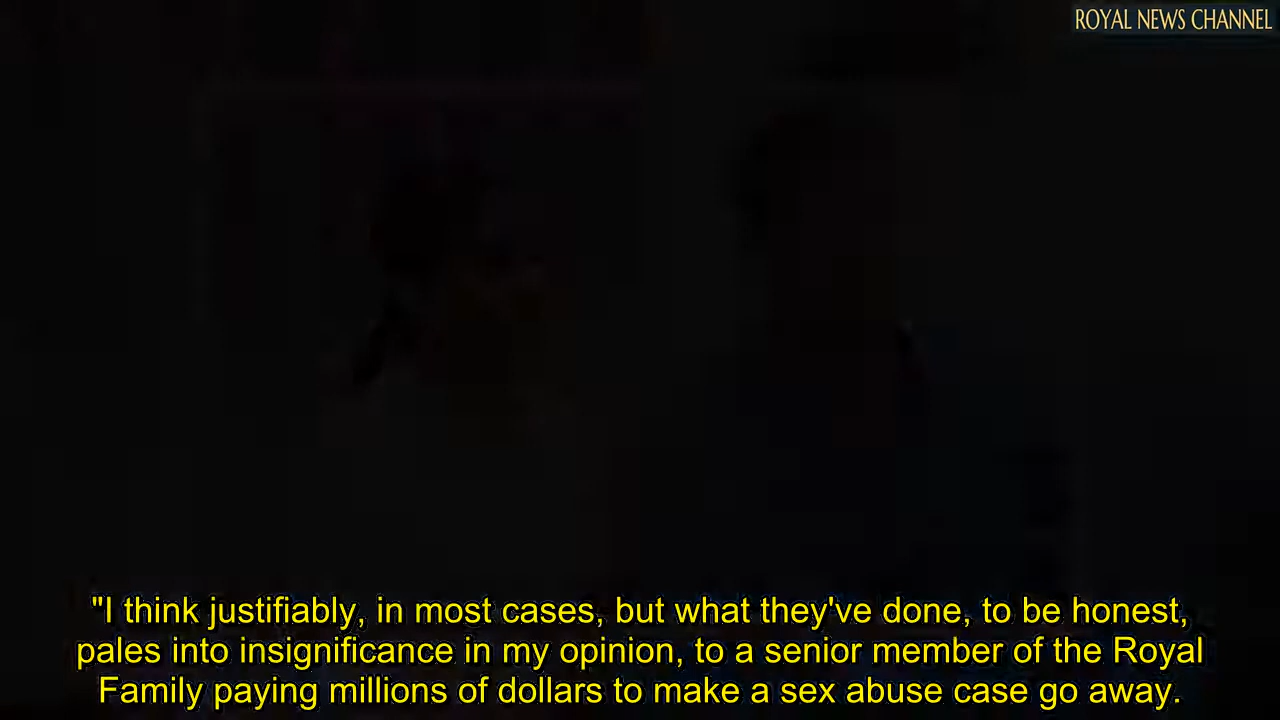 ROYAL NEWS CHANNEL
"I think justifiably, in most cases, but what they've done, to be honest,
pales into insignificance in my opinion, to a senior member of the Royal
Family paying millions of dollars to make a sex abuse case go away.